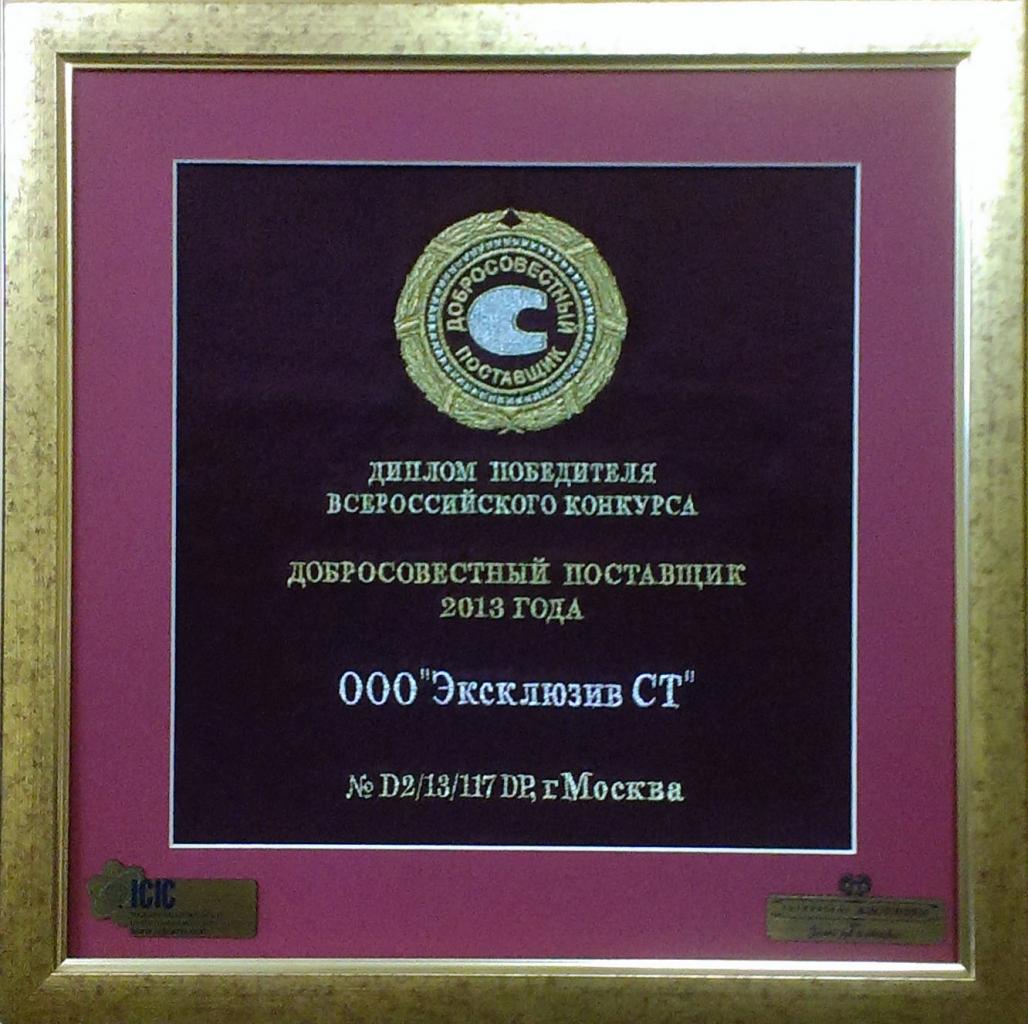 ДОБРОСОВЕСТНЫЙ
ПОСТАВЩИК
ДИПЛОМ ПОБЕДИТЕЛЯ
ВСЕРОССИЙСКОГО КОНКУРСА
ДОБРОСОВЕСТНЫЙ ПОСТАВЩИК
2013 ГОДА
ООО "Эксклюзив СТ"
№ D2/13/117 DP, г Москва
ICIC